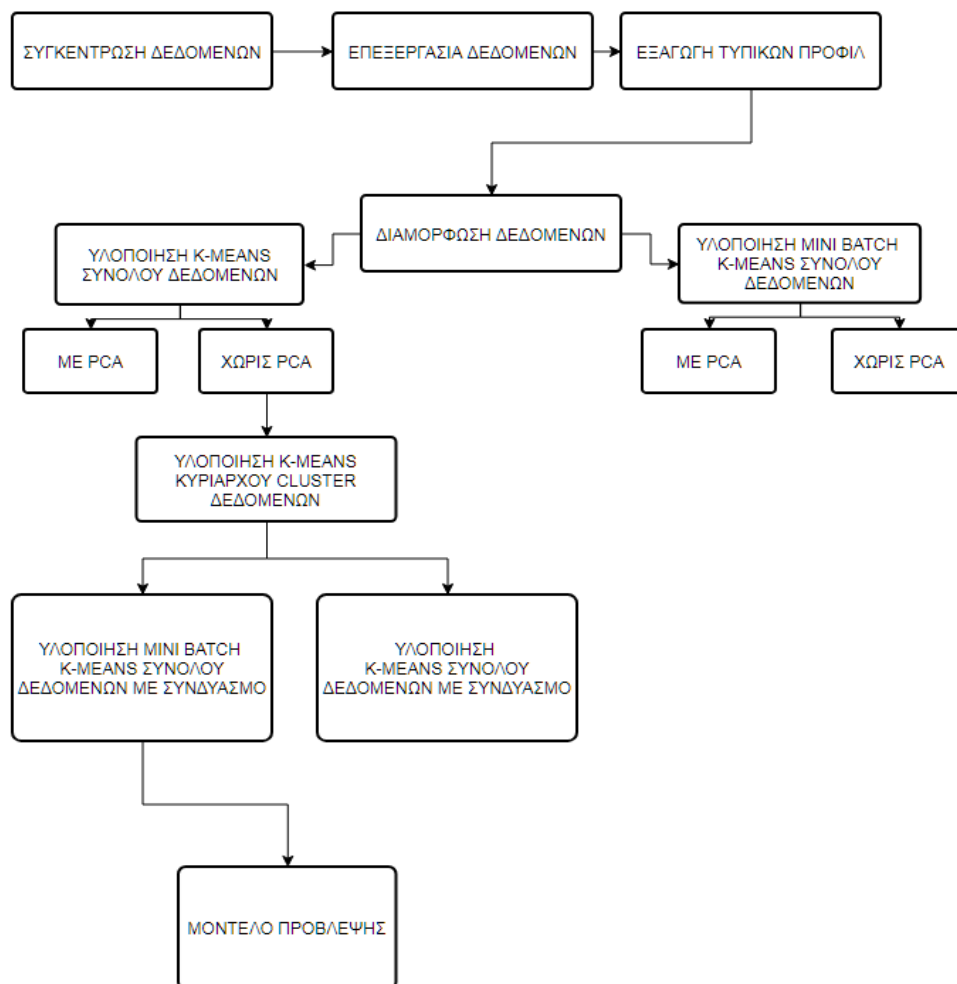 ΣΥΓΚΕΝΤΡΩΣΗ ΔΕΔΟΜΕΝΩΝ
ΕΠΕΞΕΡΓΑΣΙΑ ΔΕΔΟΜΕΝΩΝ
ΕΞΑΓΩΓΗ ΤΥΠΙΚΩΝ ΠΡΟΦΙΛ
ΔΙΑΜΟΡΦΩΣΗ ΔΕΔΟΜΕΝΩΝ
ΥΛΟΠΟΙΗΣΗ K-MEANS
ΣΥΝΟΛΟΥ ΔΕΔΟΜΕΝΩΝ
ΥΛΟΠΟΙΗΣΗ MINI BATCH
K-MEANS ΣΥΝΟΛΟΥ
ΔΕΔΟΜΕΝΩΝ
ΜΕ PCA
ΧΩΡΙΣ PCA
ΜΕ PCA
ΧΩΡΙΣ PCA
ΥΛΟΠΟΙΗΣΗ K-MEANS
ΚΥΡΙΑΡΧΟΥ CLUSTER
ΔΕΔΟΜΕΝΩΝ
ΥΛΟΠΟΙΗΣΗ MINI BATCH
K-MEANS ΣΥΝΟΛΟΥ
ΔΕΔΟΜΕΝΩΝ ΜΕ ΣΥΝΔΥΑΣΜΟ
ΥΛΟΠΟΙΗΣΗ
K-MEANS ΣΥΝΟΛΟΥ
ΔΕΔΟΜΕΝΩΝ ΜΕ ΣΥΝΔΥΑΣΜΟ
ΜΟΝΤΕΛΟ ΠΡΟΒΛΕΨΗΣ